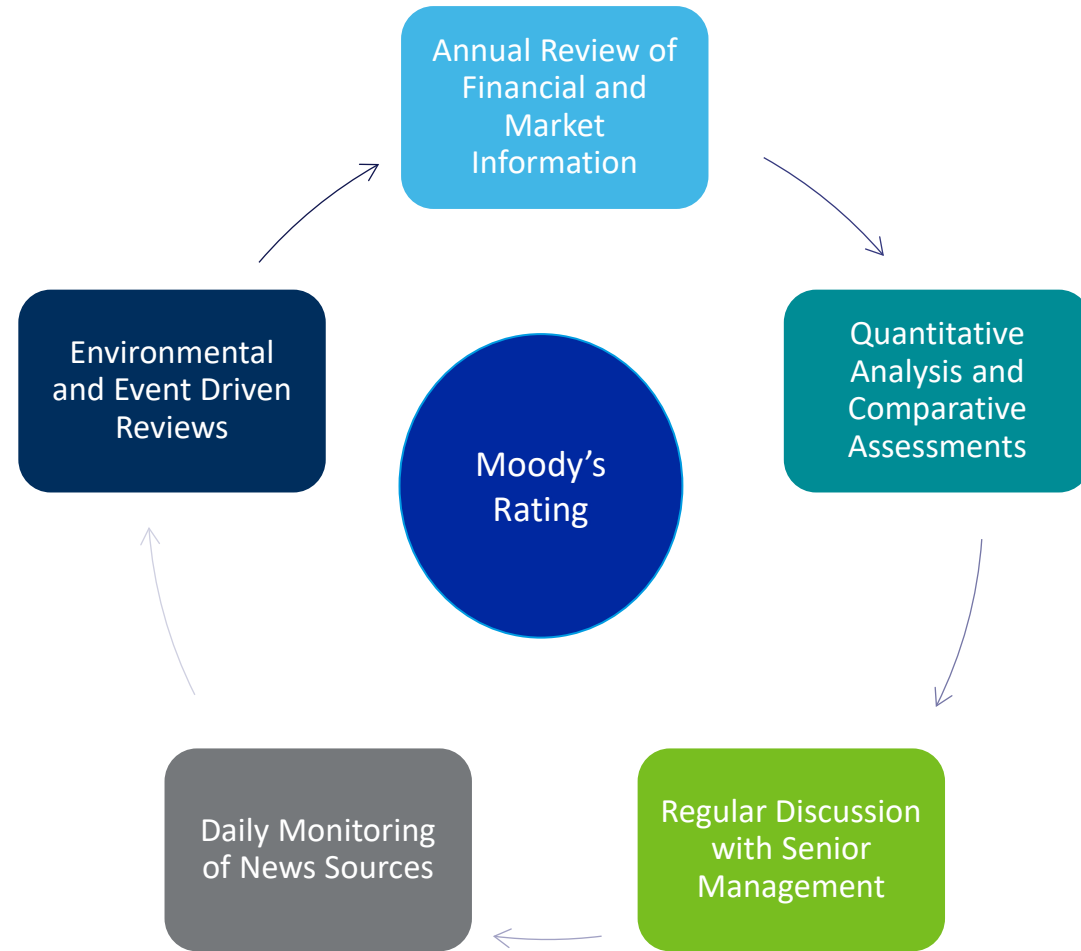 Annual Review of
Financial and
Market
Information
Quantitative
Analysis and
Comparative
Assessments
Regular Discussion
with Senior
Management
Daily Monitoring
of News Sources
Environmental
and Event Driven
Reviews
Moody’s
Rating